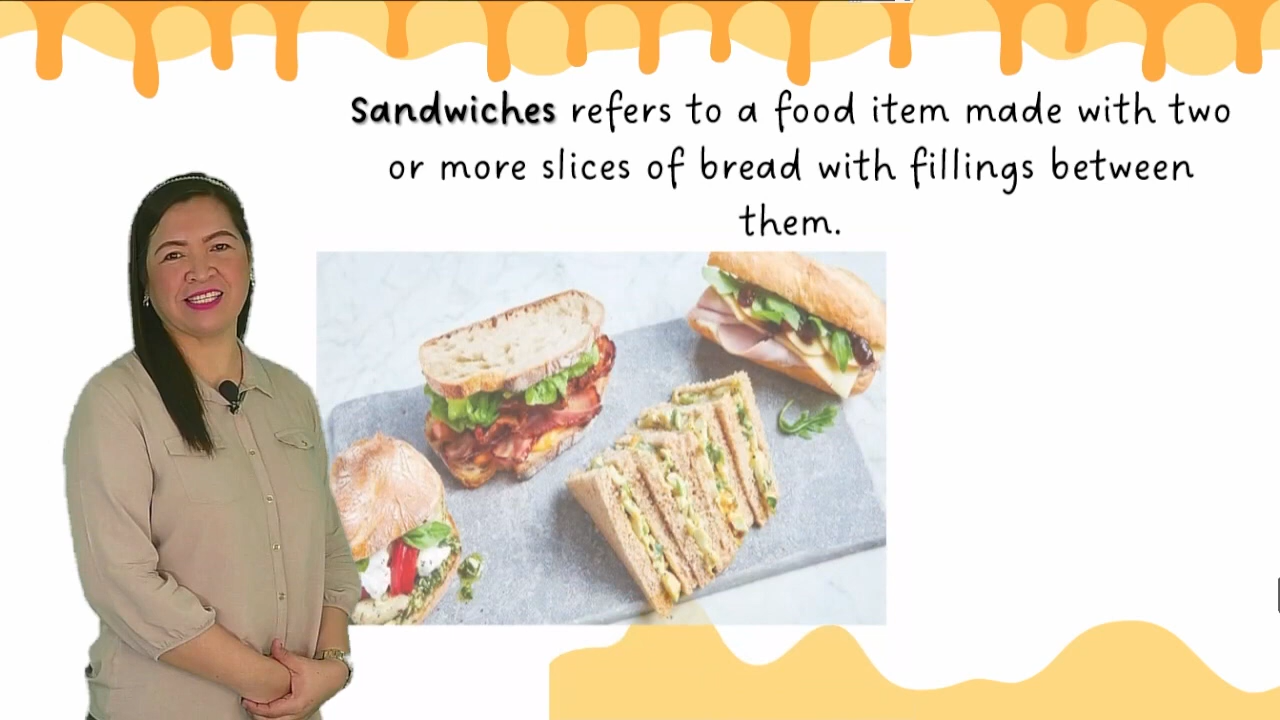 Sandwiches refers to a food item made with two
or more slices of bread with fillings between
them.